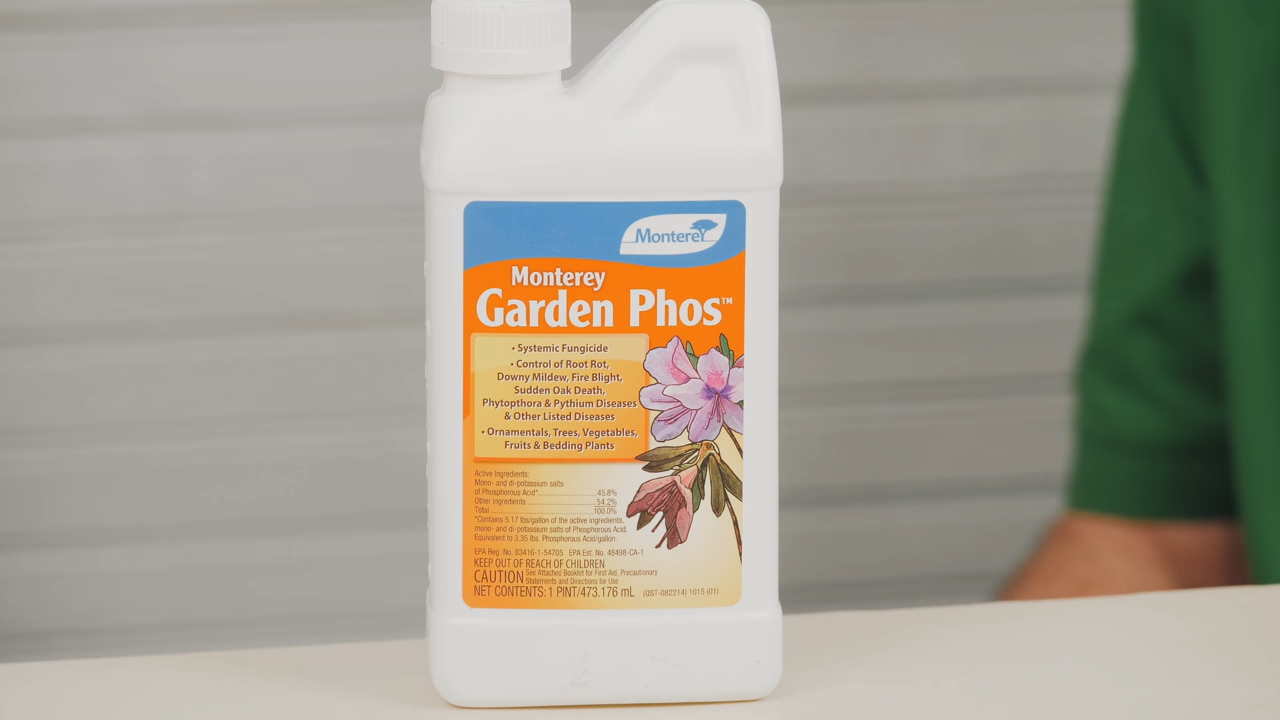 Monterey
Monterey
Garden Phos™
• Systemic Fungicide
• Control of Root Rot,
Downy Mildew, Fire Blight,
Sudden Oak Death,
Phytopthora & Pythium Diseases
& Other Listed Diseases
• Ornamentals, Trees, Vegetables,
Fruits & Bedding Plants
Active Ingredients:
Mono- and di-potassium salts
of Phosphorous Acid*..............................45.8%
Other Ingredients....................................54.2%
Total.....................................................100.0%
*Contains 5.17 lbs/gallon of the active ingredients,
mono- and di-potassium salts of Phosphorous Acid.
Equivalent to 3.35 lbs. Phosphorous Acid/gallon.
EPA Reg. No. 83416-1-54705 EPA Est. No. 48498-CA-1
KEEP OUT OF REACH OF CHILDREN
CAUTION See Attached Booklet for First Aid, Precautionary
Statements and Directions for Use
NET CONTENTS: 1 PINT/473.176 mL (QST-082214) 1015 (01)